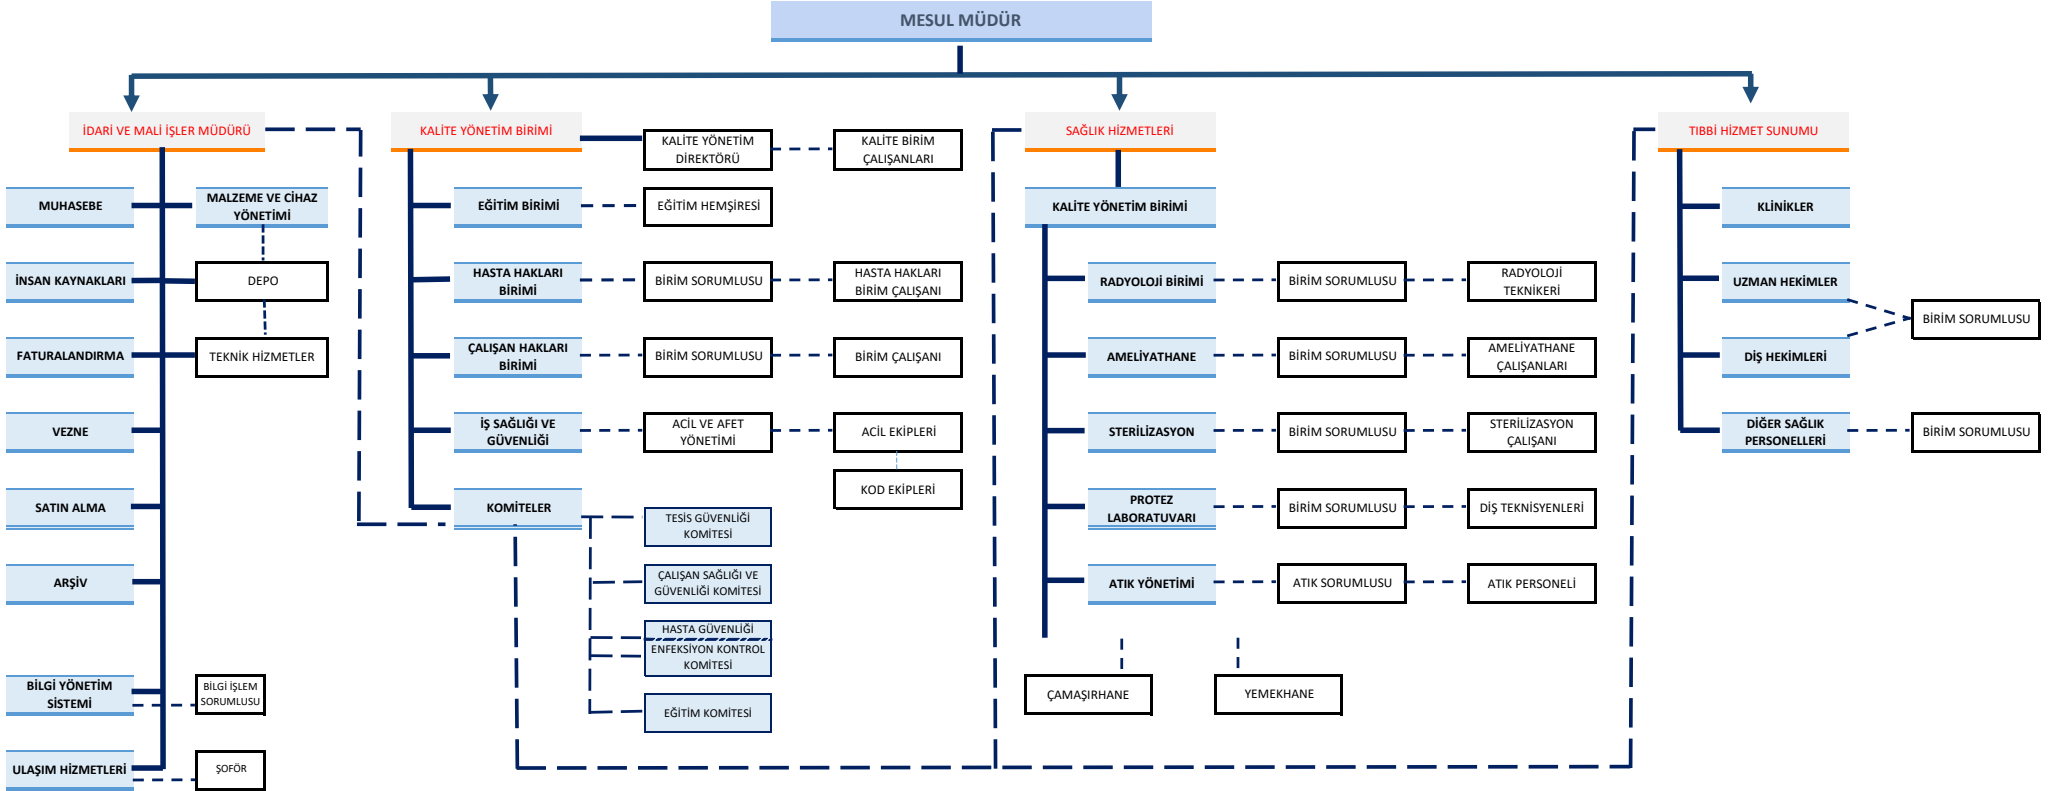 MESUL MÜDÜR
İDARİ VE MALİ İŞLER MÜDÜRÜ
KALİTE YÖNETİM BİRİMİ
SAĞLIK HİZMETLERİ
TIBBİ HİZMET SUNUMU
KALİTE YÖNETİM
DİREKTÖRÜ
KALİTE BİRİM
ÇALIŞANLARI
MUHASEBE
MALZEME VE CİHAZ
YÖNETİMİ
EĞİTİM BİRİMİ
EĞİTİM HEMŞİRESİ
KALİTE YÖNETİM BİRİMİ
KLİNİKLER
İNSAN KAYNAKLARI
DEPO
HASTA HAKLARI
BİRİMİ
BİRİM SORUMLUSU
HASTA HAKLARI
BİRİM ÇALIŞANI
RADYOLOJİ BİRİMİ
BİRİM SORUMLUSU
RADYOLOJİ
TEKNİKERİ
UZMAN HEKİMLER
BİRİM SORUMLUSU
FATURALANDIRMA
TEKNİK HİZMETLER
ÇALIŞAN HAKLARI
BİRİMİ
BİRİM SORUMLUSU
BİRİM ÇALIŞANI
AMELİYATHANE
BİRİM SORUMLUSU
AMELİYATHANE
ÇALIŞANLARI
DİŞ HEKİMLERİ
VEZNE
İŞ SAĞLIĞI VE
GÜVENLİĞİ
ACİL VE AFET
YÖNETİMİ
ACİL EKİPLERİ
STERİLİZASYON
BİRİM SORUMLUSU
STERİLİZASYON
ÇALIŞANI
DİĞER SAĞLIK
PERSONELLERİ
BİRİM SORUMLUSU
KOD EKİPLERİ
SATIN ALMA
KOMİTELER
TESİS GÜVENLİĞİ
KOMİTESİ
PROTEZ
LABORATUVARI
BİRİM SORUMLUSU
DİŞ TEKNİSYENLERİ
ARŞİV
ÇALIŞAN SAĞLIĞI VE
GÜVENLİĞİ KOMİTESİ
ATIK YÖNETİMİ
ATIK SORUMLUSU
ATIK PERSONELİ
HASTA GÜVENLİĞİ
ENFEKSİYON KONTROL
KOMİTESİ
BİLGİ YÖNETİM
SİSTEMİ
BİLGİ İŞLEM
SORUMLUSU
EĞİTİM KOMİTESİ
ÇAMAŞIRHANE
YEMEKHANE
ULAŞIM HİZMETLERİ
ŞOFÖR